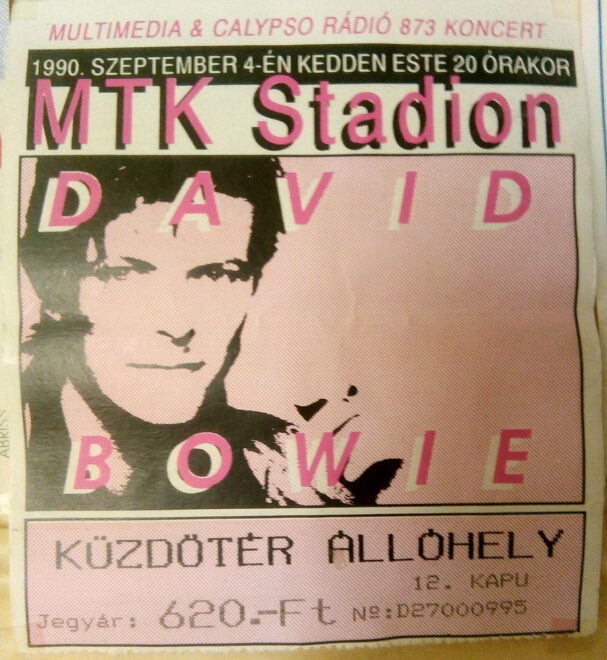 MULTIMEDIA & CALYPSO RÁDIÓ 873 KONCERT
1990. SZEPTEMBER 4-ÉN KEDDEN ESTE 20 ÓRAKOR
MTK Stadion
DAVID
BOWIE
ABRISS
KÜZDŐTÉR ÁLLÓHELY
12. KAPU
Jegyár: 620.-Ft Nº:D27000995